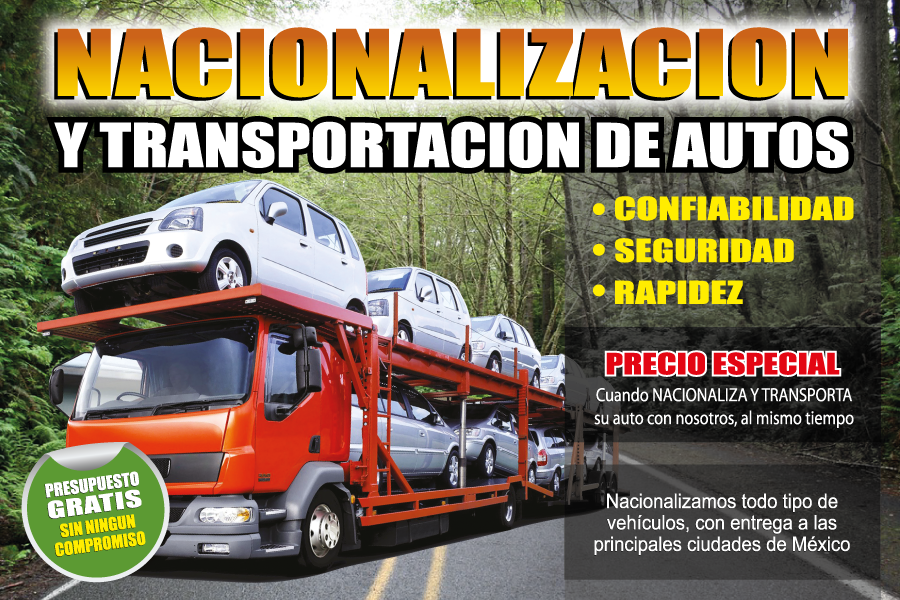 NACIONALIZACION
Y TRANSPORTACION DE AUTOS
• CONFIABILIDAD
• SEGURIDAD
• RAPIDEZ
PRECIO ESPECIAL
Cuando NACIONALIZA Y TRANSPORTA
su auto con nosotros, al mismo tiempo
PRESUPUESTO
GRATIS
SIN NINGUN
COMPROMISO
Nacionalizamos todo tipo de
vehículos, con entrega a las
principales ciudades de México